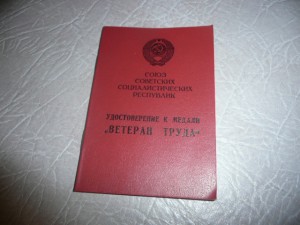 СОЮЗ
СОВЕТСКИХ
СОЦИАЛИСТИЧЕСКИХ
РЕСПУБЛИК
УДОСТОВЕРЕНИЕ К МЕДАЛИ
„ВЕТЕРАН ТРУДА“